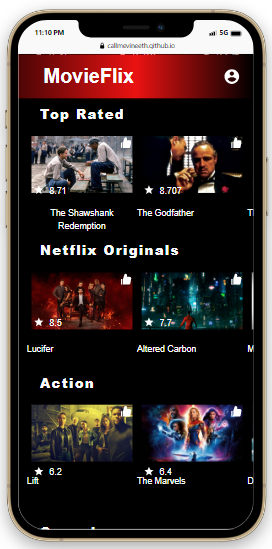 11:10 PM
5G
callmevineeth.github.io
MovieFlix
Top Rated
8.71
8.707
The Shawshank
Redemption
The Godfather
Th
Netflix Originals
8.5
7.7
Lucifer
Altered Carbon
M
Action
6.2
6.4
Lift
The Marvels
D